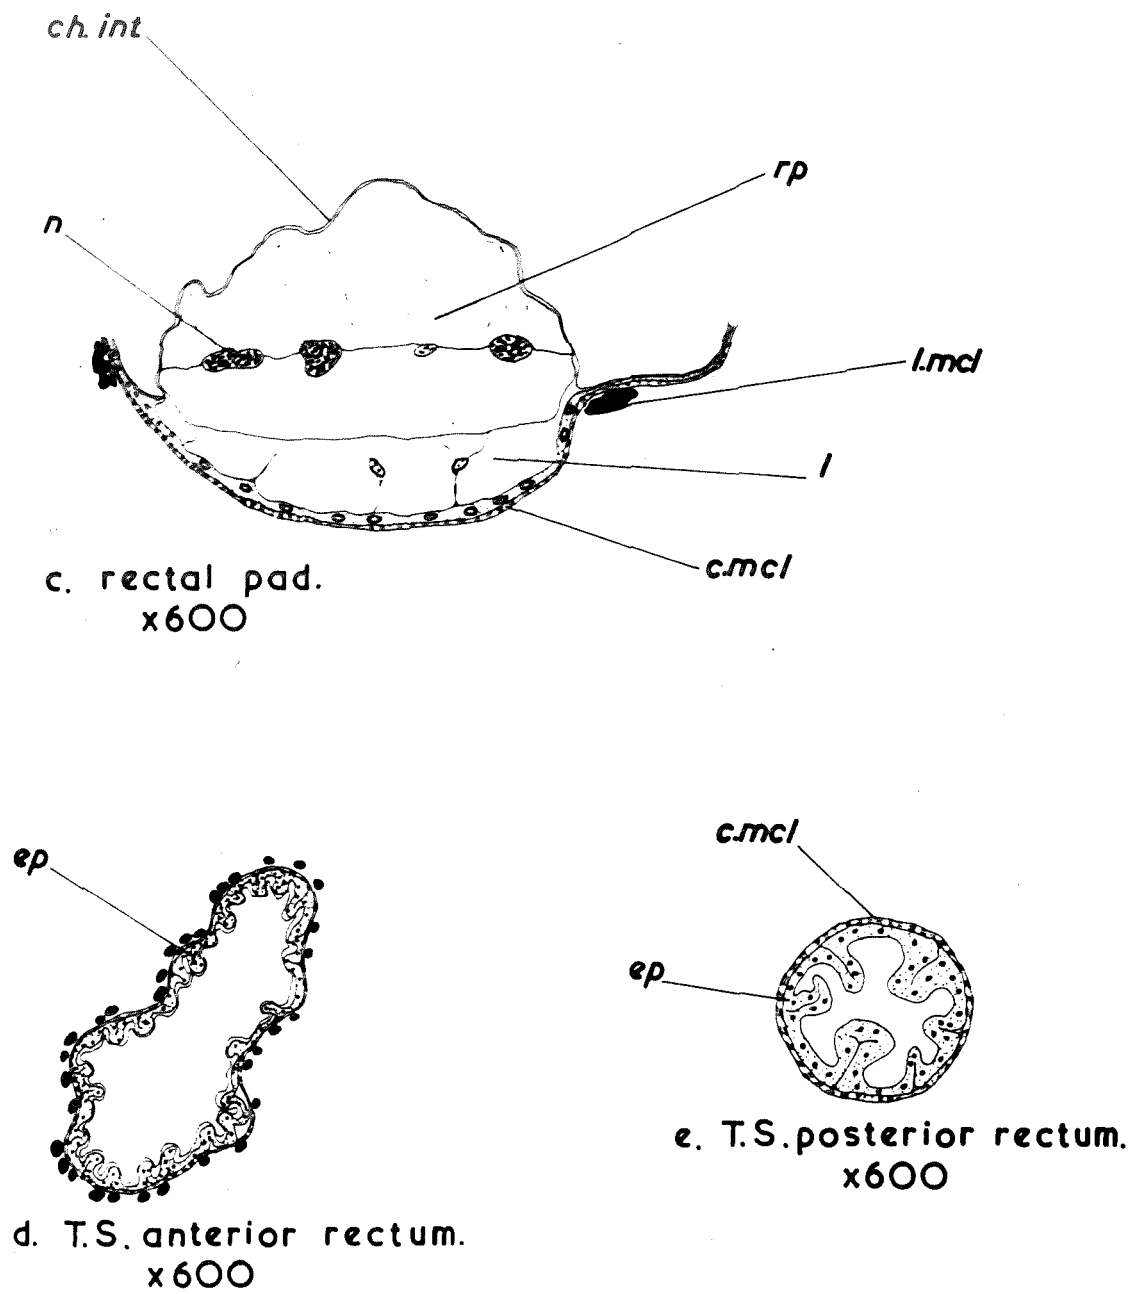 ch. int
rp
n
l.mcl
l
c.mcl
c. rectal pad.
x600
c.mcl
ep
ep
e. T.S. posterior rectum.
x600
d. T.S. anterior rectum.
x600